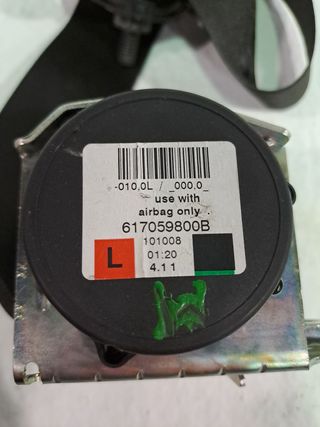 -010,0L / _000,0_
use with
airbag only
617059800B
L
101008
01:20
4.1 1